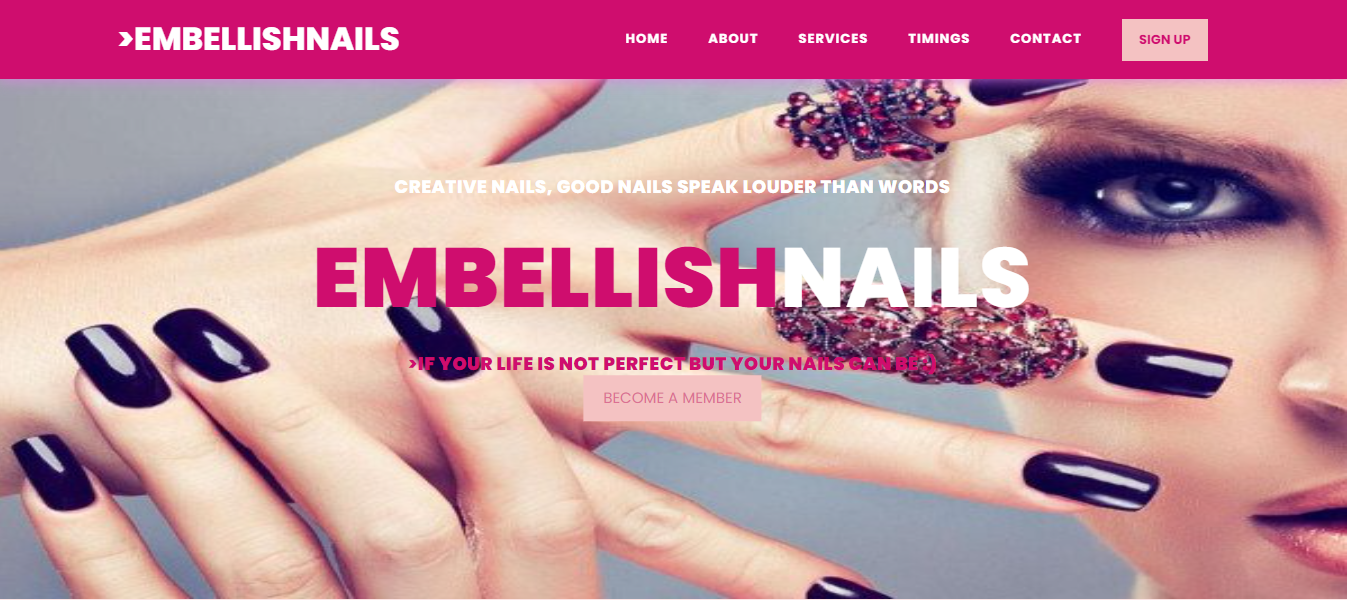 >EMBELLISHNAILS
HOME ABOUT SERVICES TIMINGS CONTACT SIGN UP
CREATIVE NAILS, GOOD NAILS SPEAK LOUDER THAN WORDS
EMBELLISHNAILS
>IF YOUR LIFE IS NOT PERFECT BUT YOUR NAILS CAN BE:)
BECOME A MEMBER